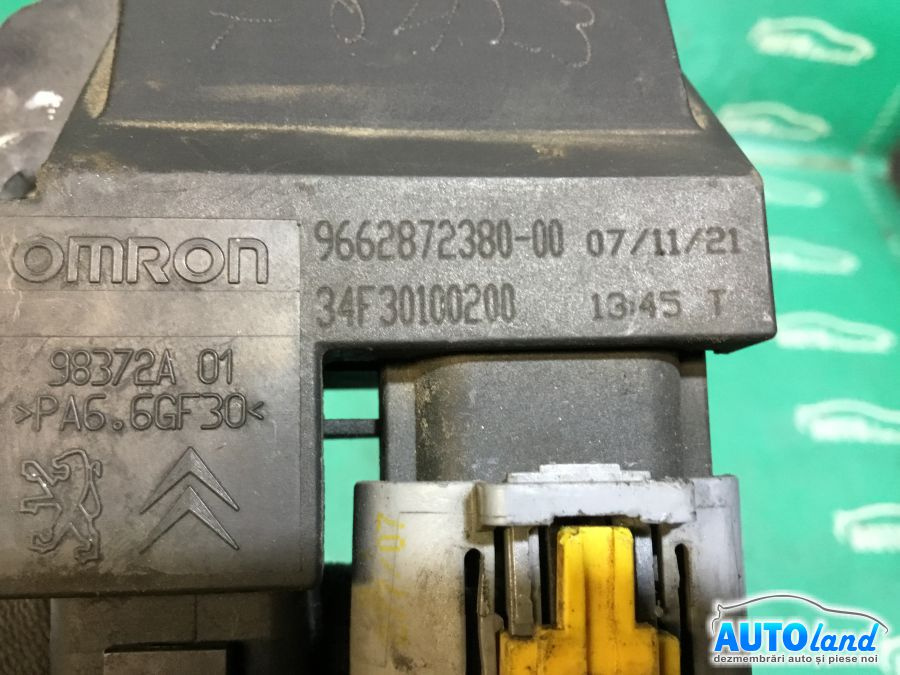 omron
9662872380-00 07/11/21
34F30100200 13:45 T
98372A 01
>PA6.6GF30<
AUTOland
dezmembrări auto și piese noi